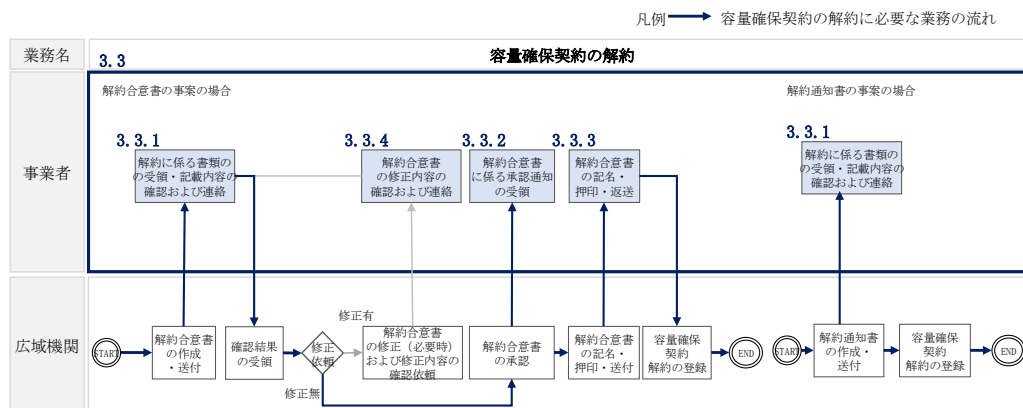 凡例
容量確保契約の解約に必要な業務の流れ
業務名
3.3
容量確保契約の解約
事業者
解約合意書の事案の場合
解約通知書の事案の場合
3.3.1
解約に係る書類の
の受領・記載内容の
確認および連絡
3.3.4
解約合意書
の修正内容の
確認および連絡
3.3.2
解約合意書
に係る承認通知
の受領
3.3.3
解約合意書
の記名・
押印・返送
3.3.1
解約に係る書類の
の受領・記載内容の
確認および連絡
広域機関
START
解約合意書
の作成
・送付
確認結果
の受領
修正
依頼
修正有
修正無
解約合意書
の修正（必要時）
および修正内容の
確認依頼
解約合意書
の承認
解約合意書
の記名・
押印・送付
容量確保
契約
解約の登録
END
START
解約通知書
の作成・
送付
容量確保
契約
解約の登録
END